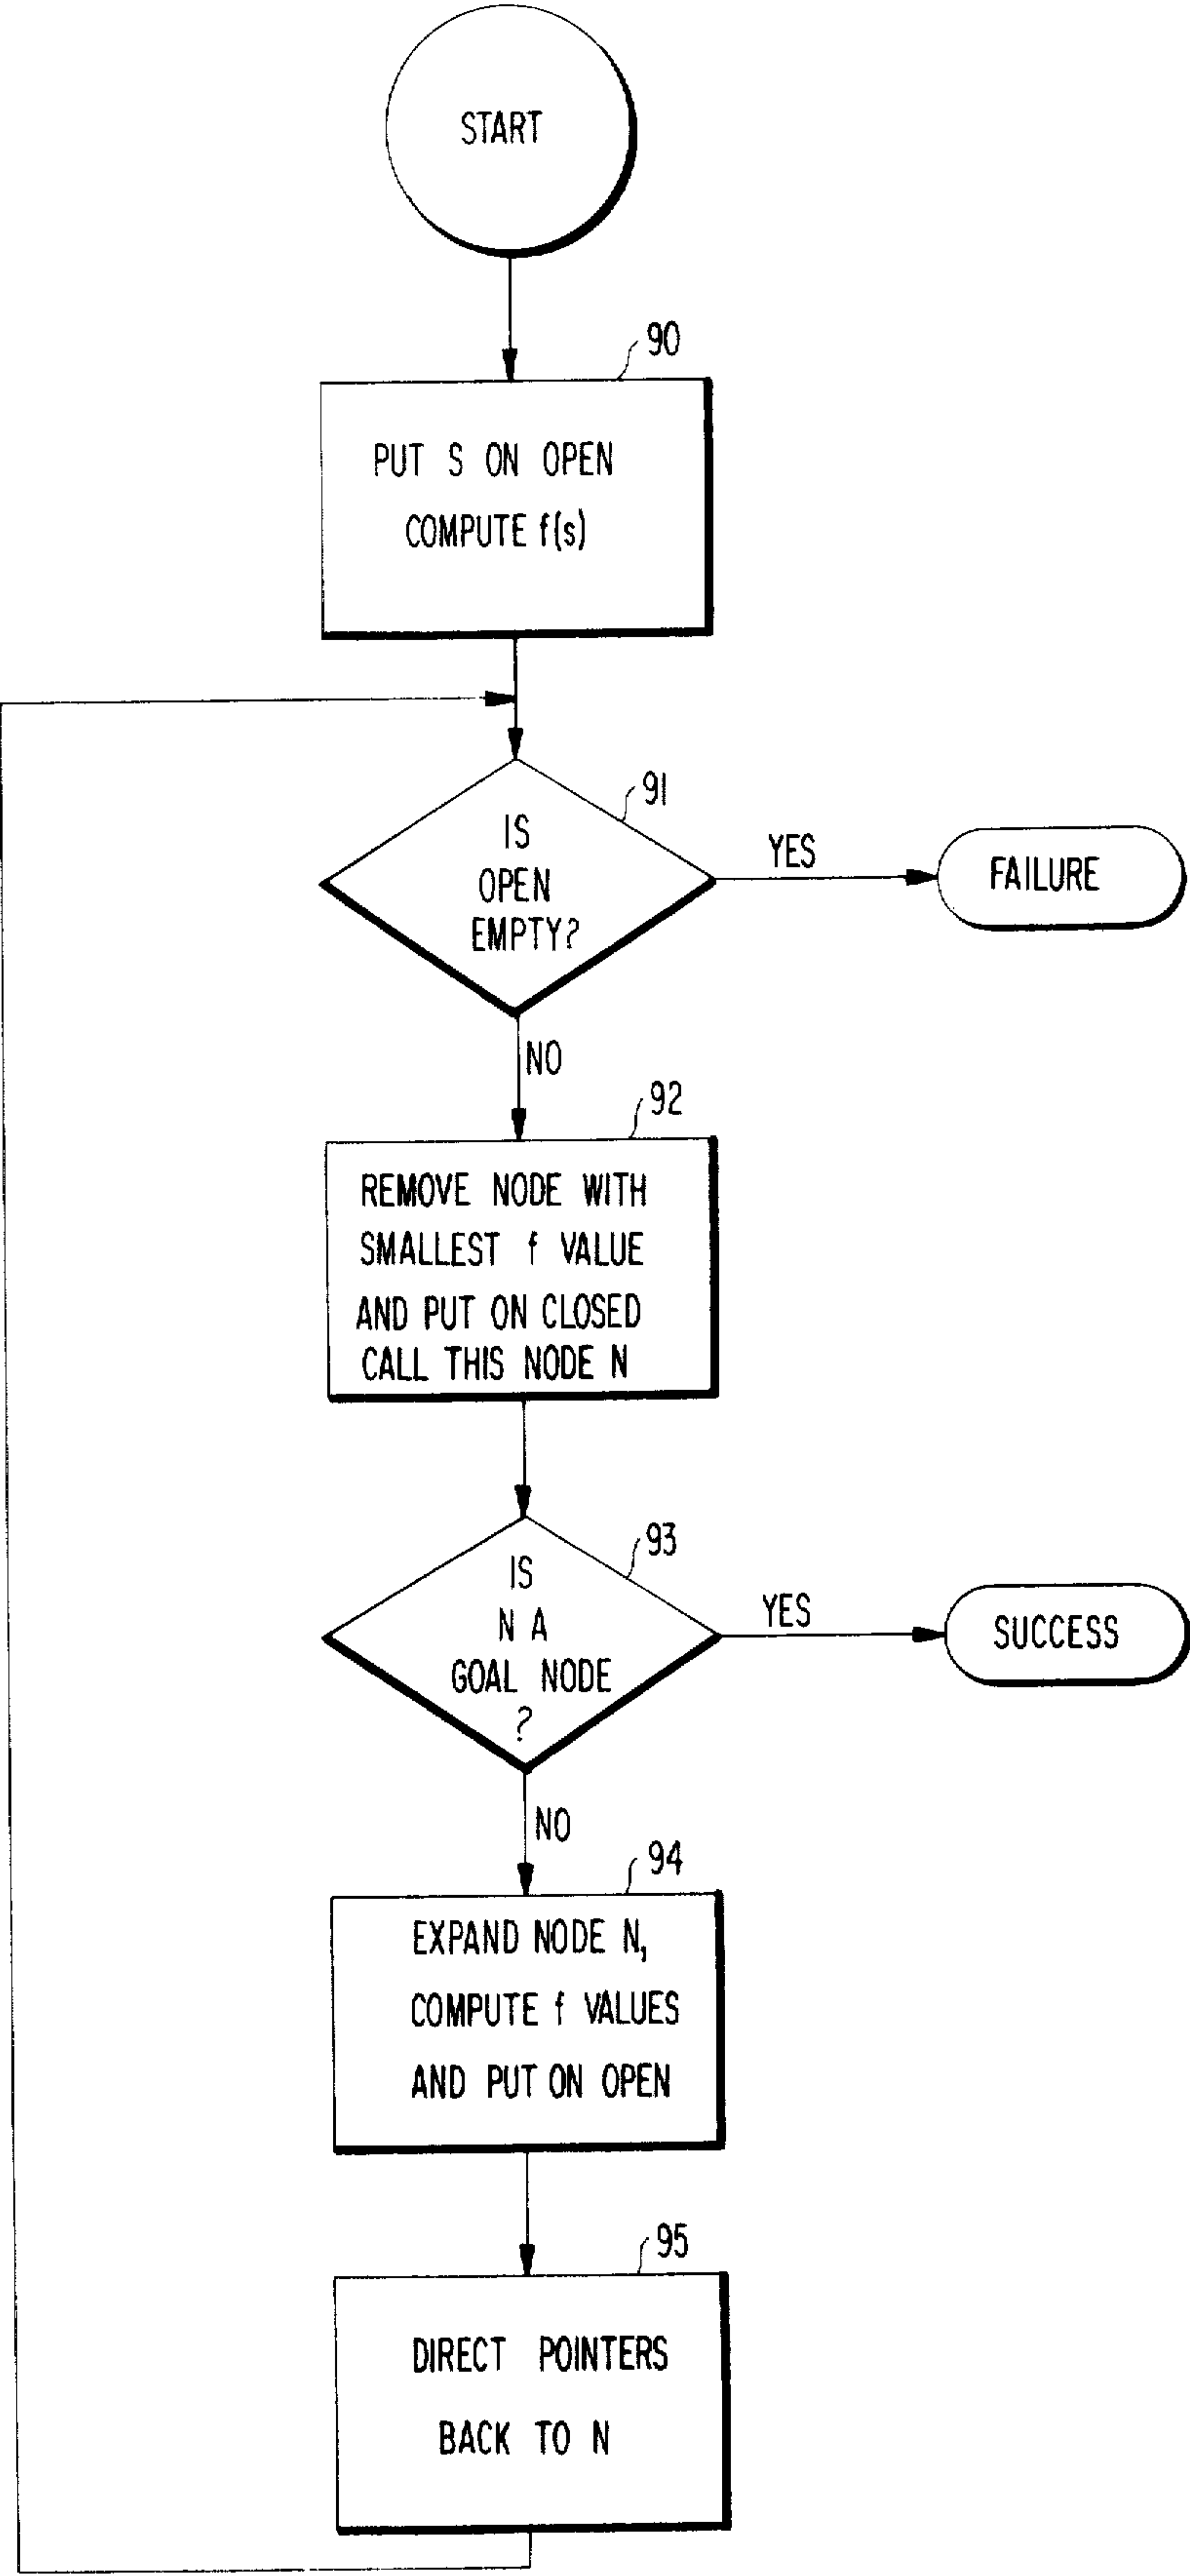 START
90
PUT S ON OPEN
COMPUTE f(s)
91
IS
OPEN
EMPTY?
YES
FAILURE
NO
92
REMOVE NODE WITH
SMALLEST f VALUE
AND PUT ON CLOSED
CALL THIS NODE N
93
IS
N A
GOAL NODE
?
YES
SUCCESS
NO
94
EXPAND NODE N,
COMPUTE f VALUES
AND PUT ON OPEN
95
DIRECT POINTERS
BACK TO N